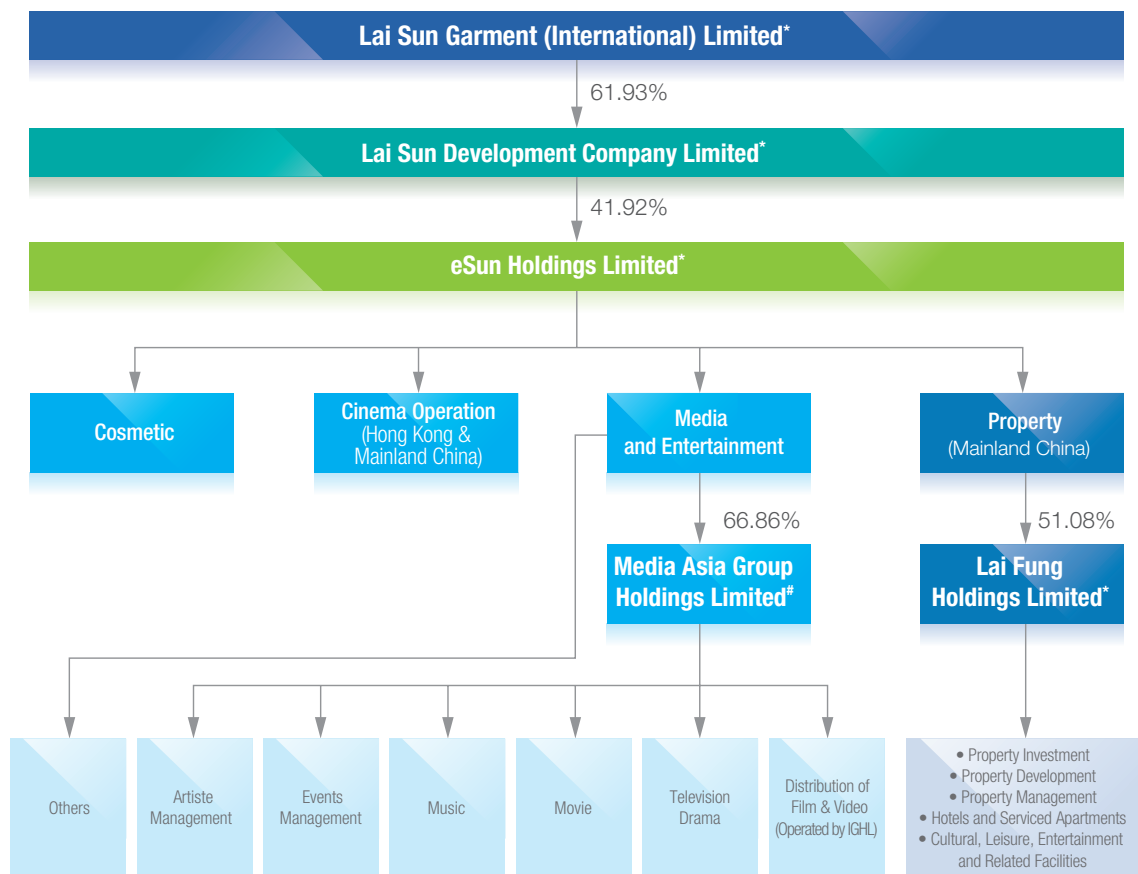 Lai Sun Garment (International) Limited*
61.93%
Lai Sun Development Company Limited*
41.92%
eSun Holdings Limited*
Cosmetic
Cinema Operation
(Hong Kong &
Mainland China)
Media
and Entertainment
Property
(Mainland China)
66.86%
51.08%
Media Asia Group
Holdings Limited#
Lai Fung
Holdings Limited*
Others
Artiste
Management
Events
Management
Music
Movie
Television
Drama
Distribution of
Film & Video
(Operated by IGHL)
• Property Investment
• Property Development
• Property Management
• Hotels and Serviced Apartments
• Cultural, Leisure, Entertainment
and Related Facilities